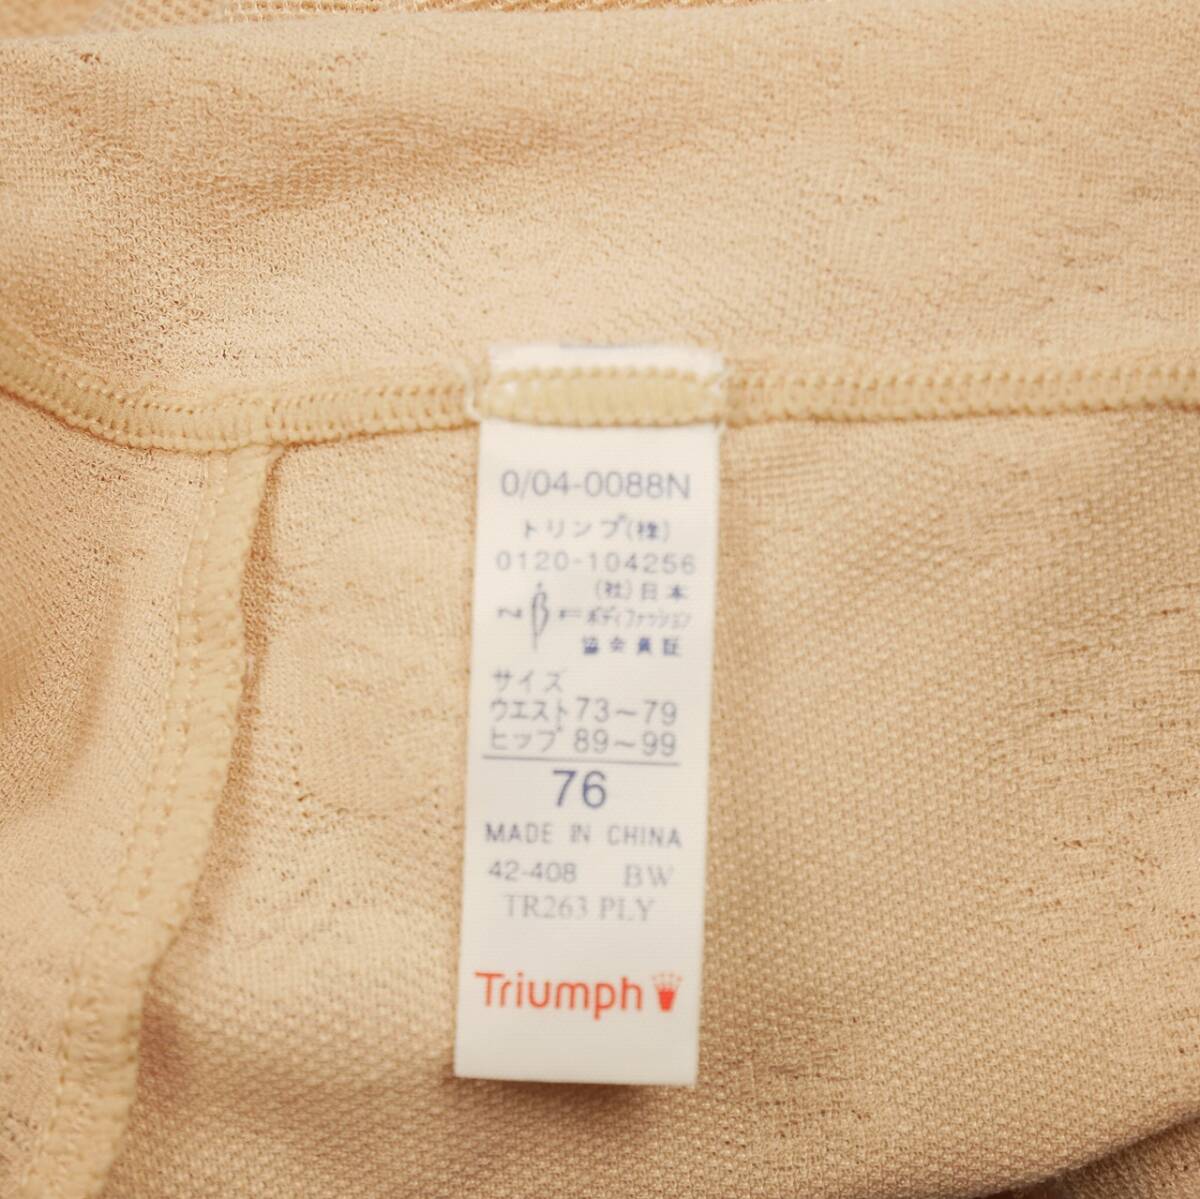 0/04-0088N
トリンプ(株)
0120-104256
(社)日本
NBF ボディファッション
協会員証
サイズ
ウエスト 73～79
ヒップ 89～99
76
MADE IN CHINA
42-408 BW
TR263 PLY
Triumph